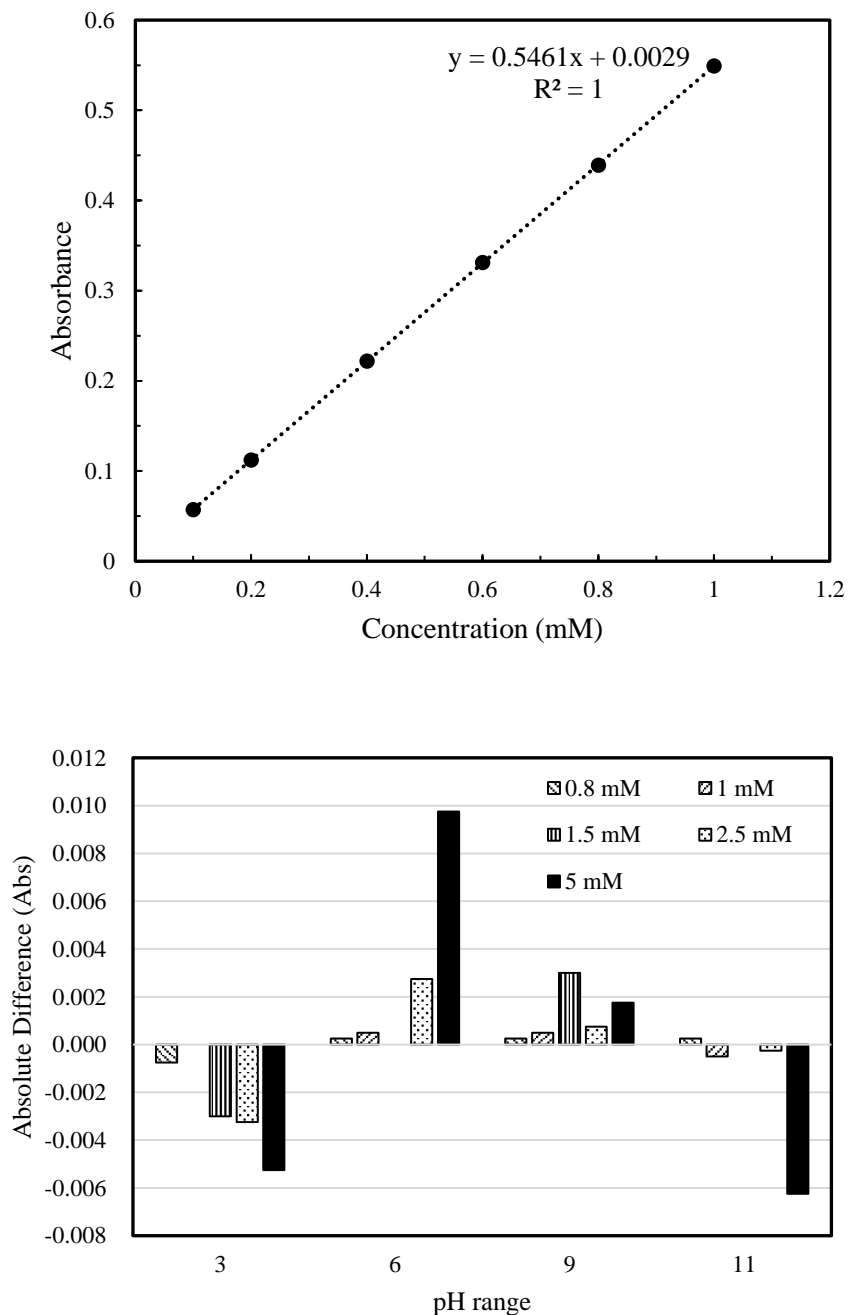 0.6
y = 0.5461x + 0.0029
R² = 1
0.5
0.4
0.3
0.2
0.1
0
Absorbance
0 0.2 0.4 0.6 0.8 1 1.2
Concentration (mM)
0.012
0.010
0.008
0.006
0.004
0.002
0.000
-0.002
-0.004
-0.006
-0.008
Absolute Difference (Abs)
0.8 mM 1 mM
1.5 mM 2.5 mM
5 mM
3 6 9 11
pH range